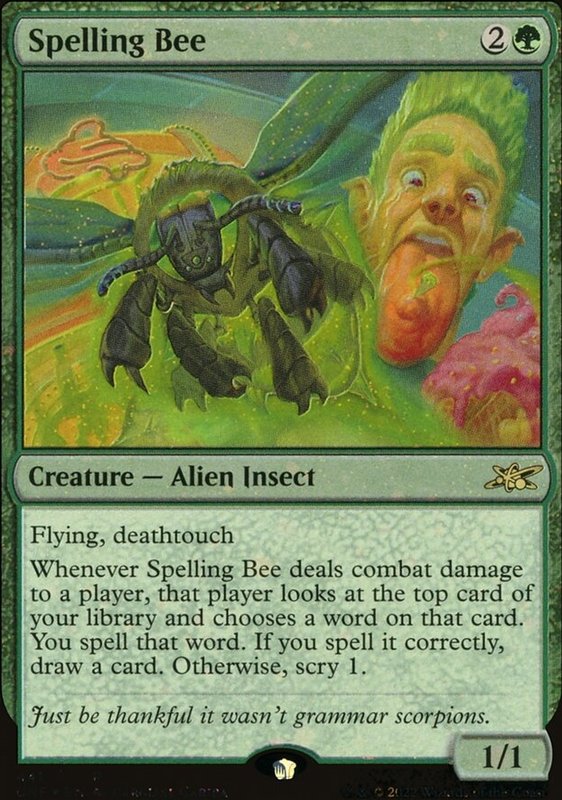 Spelling Bee 2
Creature — Alien Insect
Flying, deathtouch
Whenever Spelling Bee deals combat damage
to a player, that player looks at the top card of
your library and chooses a word on that card.
You spell that word. If you spell it correctly,
draw a card. Otherwise, scry 1.
Just be thankful it wasn't grammar scorpions.
1/1